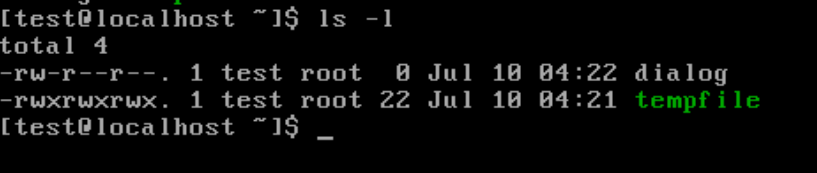 [test@localhost ~]$ ls -l
total 4
-rw-r--r--. 1 test root  0 Jul 10 04:22 dialog
-rwxrwxrwx. 1 test root 22 Jul 10 04:21 tempfile
[test@localhost ~]$ _